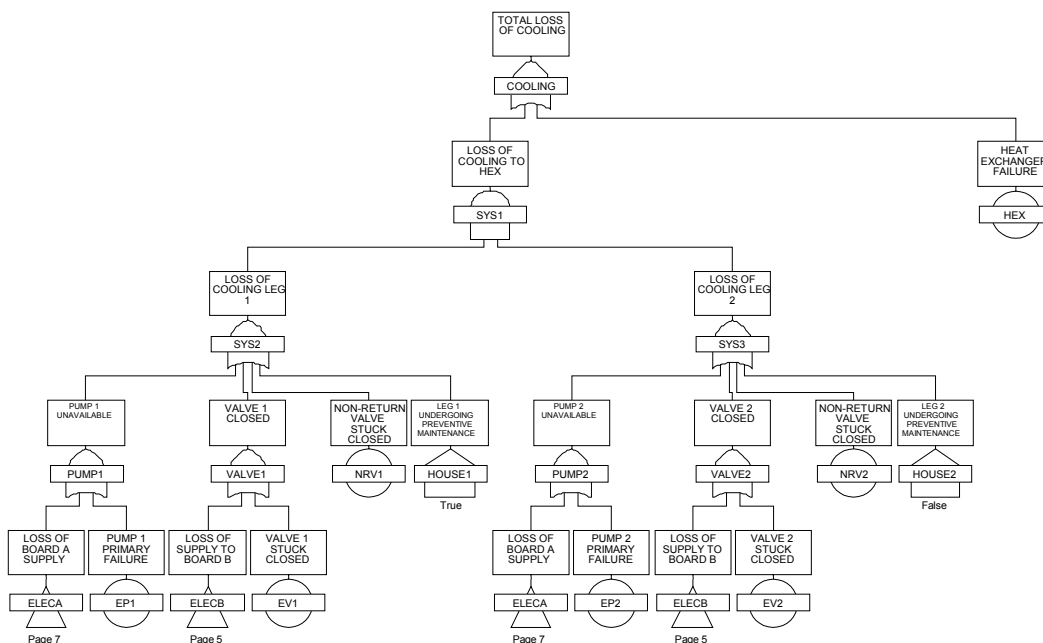 TOTAL LOSS
OF COOLING
COOLING
LOSS OF
COOLING TO
HEX
HEAT
EXCHANGER
FAILURE
SYS1
HEX
LOSS OF
COOLING LEG
1
LOSS OF
COOLING LEG
2
SYS2
SYS3
PUMP 1
UNAVAILABLE
VALVE 1
CLOSED
NON-RETURN
VALVE
STUCK
CLOSED
LEG 1
UNDERGOING
PREVENTIVE
MAINTENANCE
PUMP 2
UNAVAILABLE
VALVE 2
CLOSED
NON-RETURN
VALVE
STUCK
CLOSED
LEG 2
UNDERGOING
PREVENTIVE
MAINTENANCE
PUMP1
VALVE1
NRV1
HOUSE1
True
PUMP2
VALVE2
NRV2
HOUSE2
False
LOSS OF
BOARD A
SUPPLY
PUMP 1
PRIMARY
FAILURE
LOSS OF
SUPPLY TO
BOARD B
VALVE 1
STUCK
CLOSED
LOSS OF
BOARD A
SUPPLY
PUMP 2
PRIMARY
FAILURE
LOSS OF
SUPPLY TO
BOARD B
VALVE 2
STUCK
CLOSED
ELECA
EP1
ELECB
EV1
ELECA
EP2
ELECB
EV2
Page 7
Page 5
Page 7
Page 5